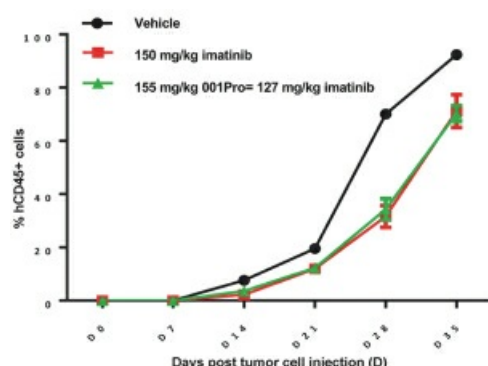 Vehicle
150 mg/kg imatinib
155 mg/kg 001Pro= 127 mg/kg imatinib
% hCD45+ cells
100
80
60
40
20
0
D 0
D 7
D 14
D 21
D 28
D 35
Days post tumor cell injection (D)